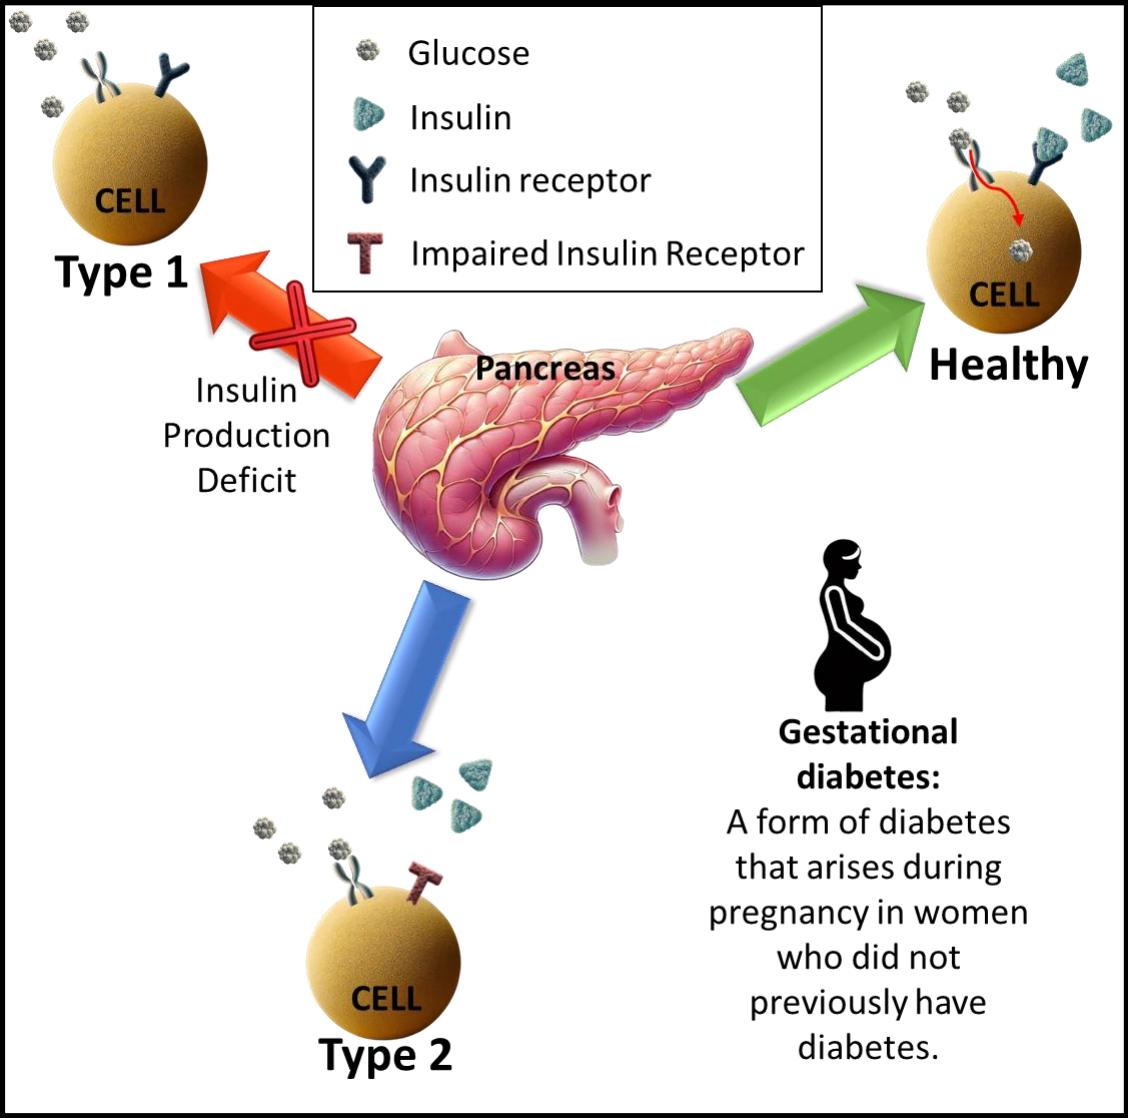 Glucose
Insulin
Insulin receptor
Impaired Insulin Receptor
CELL
Type 1
CELL
Healthy
Insulin
Production
Deficit
Pancreas
Gestational
diabetes:
A form of diabetes
that arises during
pregnancy in women
who did not
previously have
diabetes.
CELL
Type 2